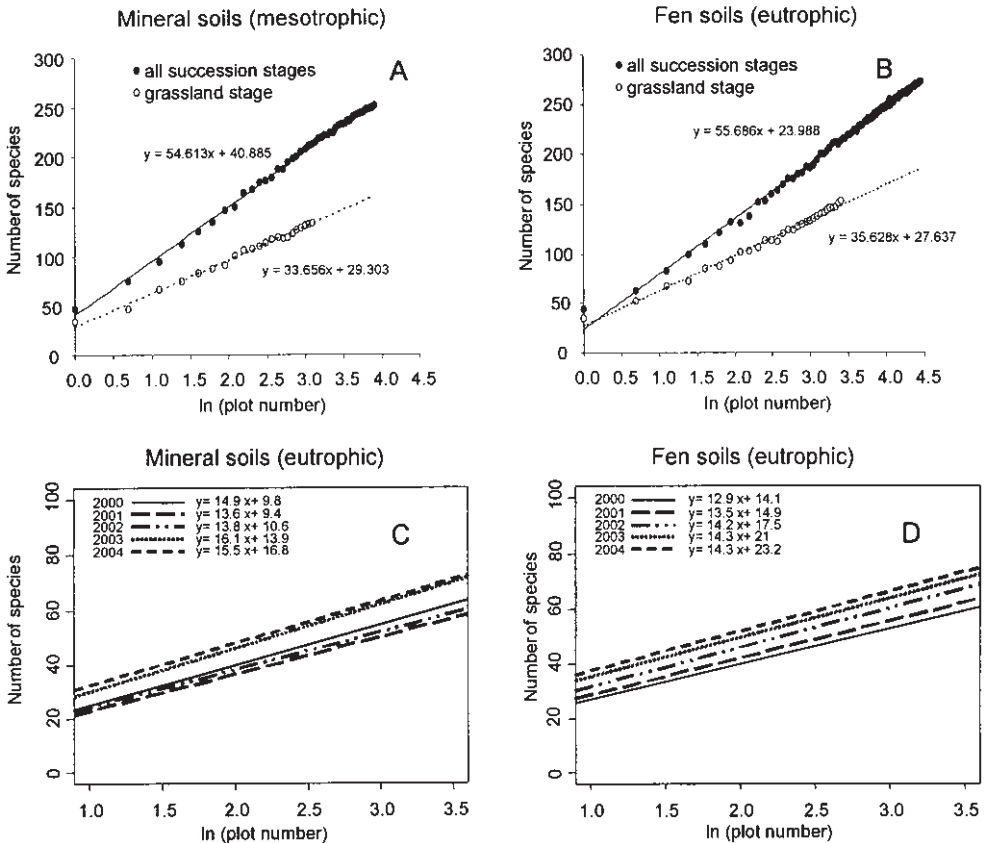 Mineral soils (mesotrophic)
300
250
200
150
100
50
0
Number of species
● all succession stages
○ grassland stage
A
y = 54.613x + 40.885
y = 33.656x + 29.303
0.0 0.5 1.0 1.5 2.0 2.5 3.0 3.5 4.0 4.5
ln (plot number)
Fen soils (eutrophic)
300
250
200
150
100
50
0
Number of species
● all succession stages
○ grassland stage
B
y = 55.686x + 23.988
y = 35.628x + 27.637
0.0 0.5 1.0 1.5 2.0 2.5 3.0 3.5 4.0 4.5
ln (plot number)
Mineral soils (eutrophic)
100
80
60
40
20
0
Number of species
2000 y= 14.9 x+ 9.8
2001 y= 13.6 x+ 9.4
2002 y= 13.8 x+ 10.6
2003 y= 16.1 x+ 13.9
2004 y= 15.5 x+ 16.8
C
1.0 1.5 2.0 2.5 3.0 3.5
ln (plot number)
Fen soils (eutrophic)
100
80
60
40
20
0
Number of species
2000 y= 12.9 x+ 14.1
2001 y= 13.5 x+ 14.9
2002 y= 14.2 x+ 17.5
2003 y= 14.3 x+ 21
2004 y= 14.3 x+ 23.2
D
1.0 1.5 2.0 2.5 3.0 3.5
ln (plot number)